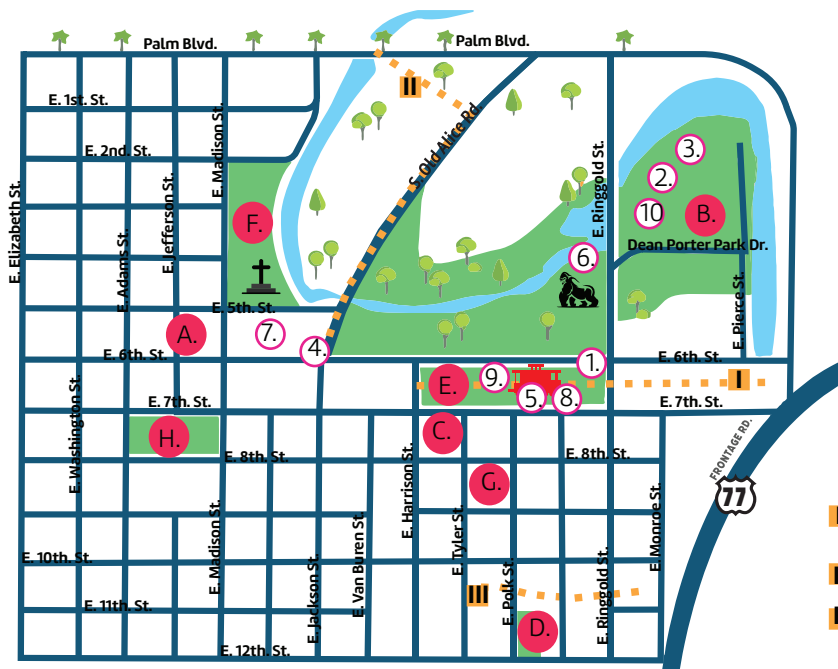 Palm Blvd.
Palm Blvd.
II
E. 1st. St.
S. Old Alice Rd.
E. Madison St.
E. 2nd. St.
3.
2.
E. Ringgold St.
10
B.
F.
E. Elizabeth St.
E. Adams St.
E. Jefferson St.
Dean Porter Park Dr.
6.
E. Pierce St.
E. 5th. St.
A.
7.
4.
E. 6th. St.
1.
E. 6th. St.
E.
9.
5.
8.
I
E. 7th. St.
E. 7th. St.
E. Washington St.
H.
C.
E. 8th. St.
E. 8th. St.
FRONTAGE RD.
77
G.
E. Harrison St.
E. Tyler St.
E. Monroe St.
E. Madison St.
E. Van Buren St.
E. 10th. St.
III
E. Jackson St.
E. Polk St.
E. Ringgold St.
E. 11th. St.
D.
E. 12th. St.